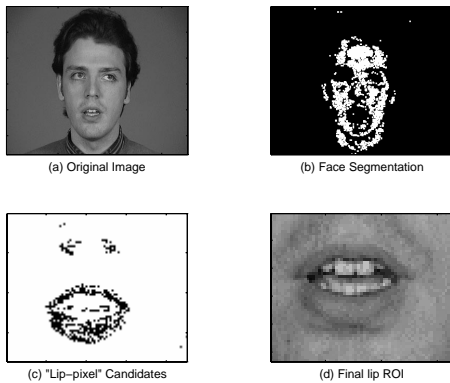 (a) Original Image
(b) Face Segmentation
(c) "Lip−pixel" Candidates
(d) Final lip ROI